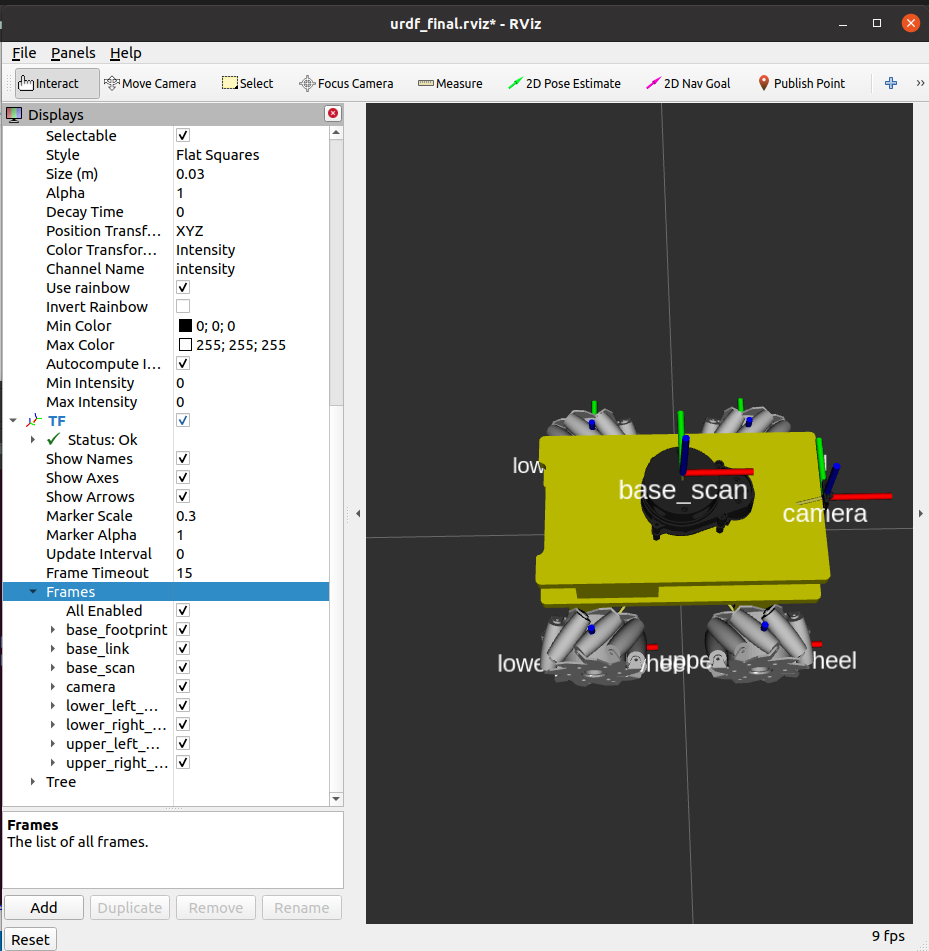 urdf_final.rviz* - RViz
File Panels Help
Interact Move Camera Select Focus Camera Measure 2D Pose Estimate 2D Nav Goal Publish Point »
Displays
Selectable
Style Flat Squares
Size (m) 0.03
Alpha 1
Decay Time 0
Position Transf... XYZ
Color Transfor... Intensity
Channel Name intensity
Use rainbow
Invert Rainbow
Min Color 0; 0; 0
Max Color 255; 255; 255
Autocompute I...
Min Intensity 0
Max Intensity 0
TF
Status: Ok
Show Names
Show Axes
Show Arrows
Marker Scale 0.3
Marker Alpha 1
Update Interval 0
Frame Timeout 15
Frames
All Enabled
base_footprint
base_link
base_scan
camera
lower_left_...
lower_right_...
upper_left_...
upper_right_...
Tree
Frames
The list of all frames.
Add Duplicate Remove Rename
Reset
low
base_scan
camera
lowe heel uppe heel
9 fps